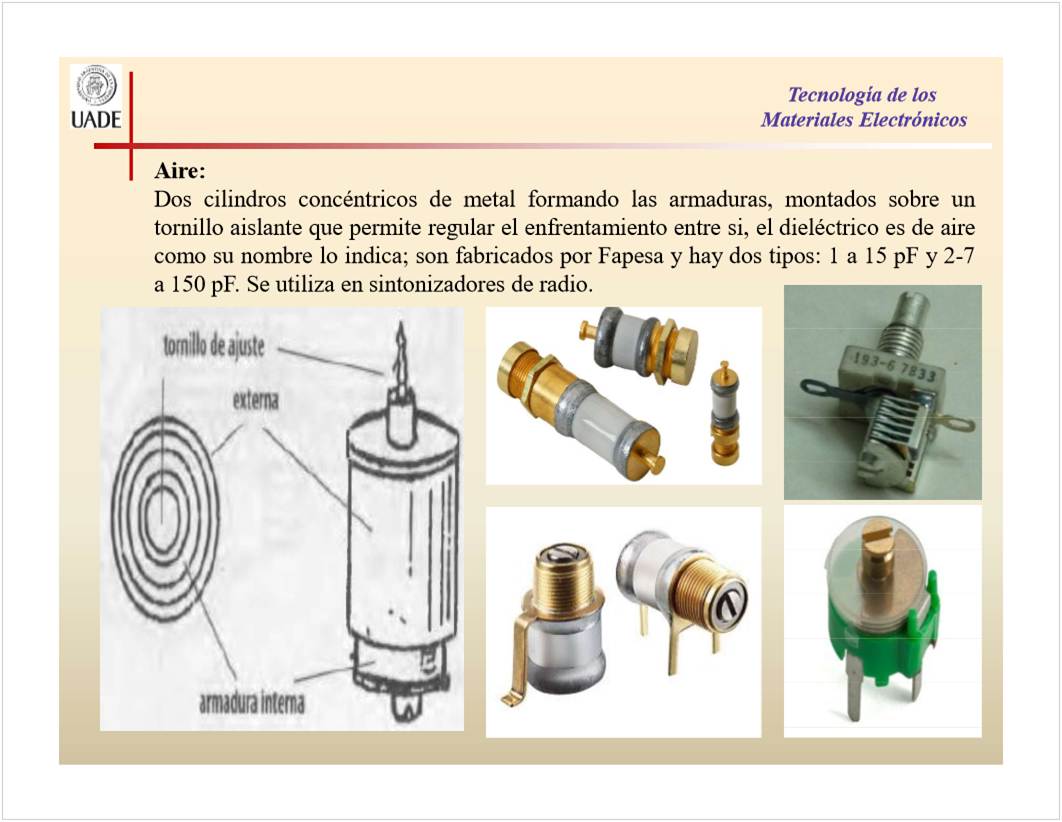 UADE
Tecnología de los
Materiales Electrónicos
Aire:
Dos cilindros concéntricos de metal formando las armaduras, montados sobre un
tornillo aislante que permite regular el enfrentamiento entre si, el dieléctrico es de aire
como su nombre lo indica; son fabricados por Fapesa y hay dos tipos: 1 a 15 pF y 2-7
a 150 pF. Se utiliza en sintonizadores de radio.
tornillo de ajuste
externa
armadura interna
193-6 7833